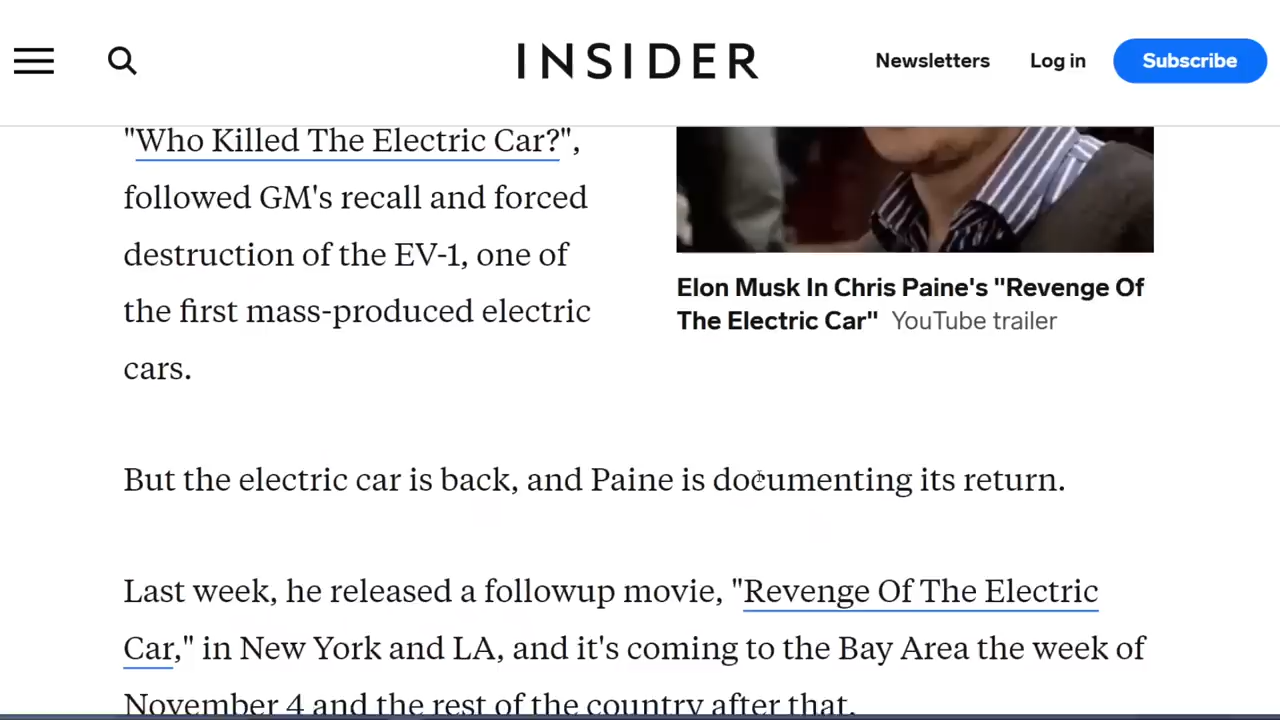 INSIDER
Newsletters
Log in
Subscribe
"Who Killed The Electric Car?",
followed GM's recall and forced
destruction of the EV-1, one of
the first mass-produced electric
cars.
Elon Musk In Chris Paine's "Revenge Of
The Electric Car" YouTube trailer
But the electric car is back, and Paine is documenting its return.
Last week, he released a followup movie, "Revenge Of The Electric
Car," in New York and LA, and it's coming to the Bay Area the week of
November 4 and the rest of the country after that.